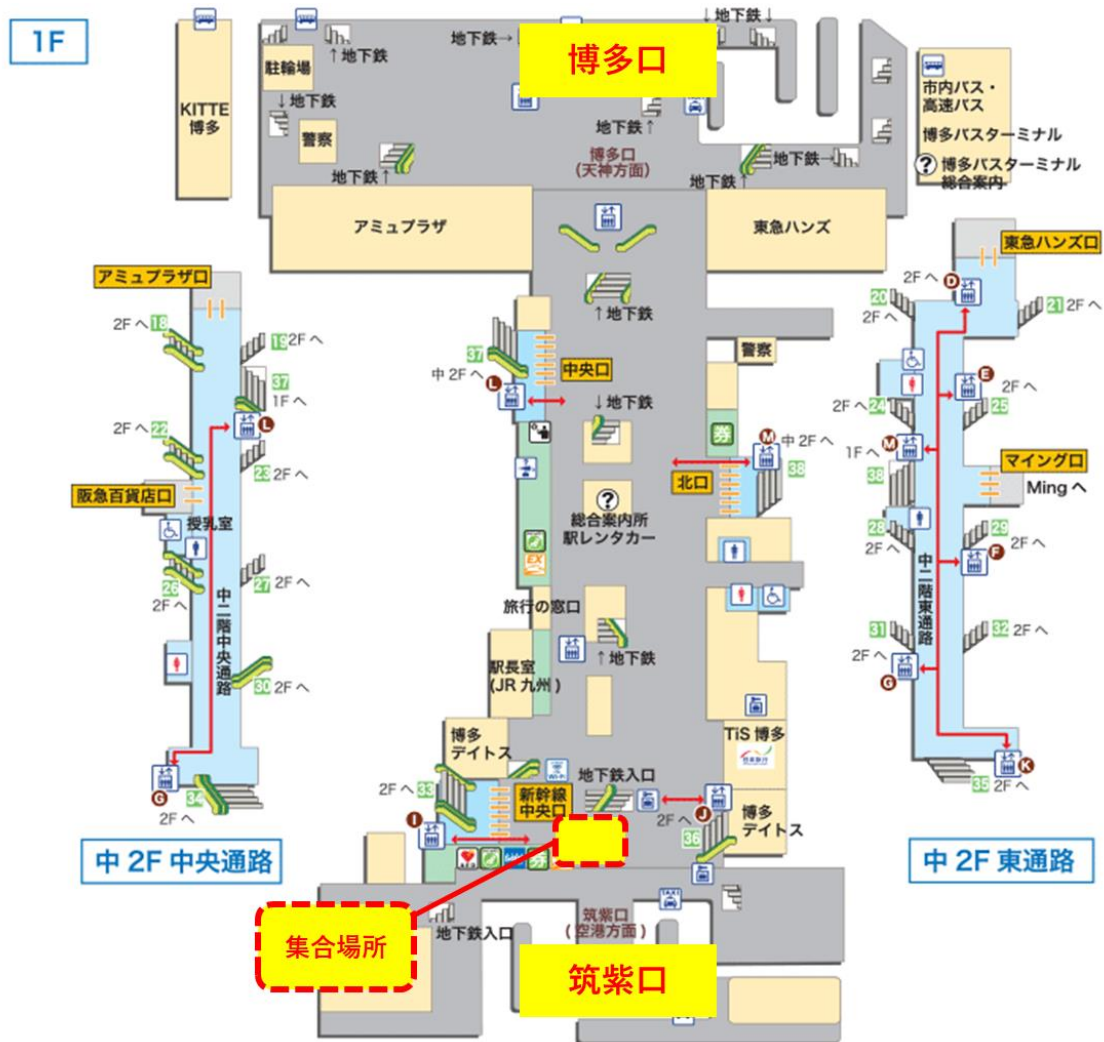 1F
博多口
地下鉄→
↓地下鉄↓
↑地下鉄
駐輪場
KITTE
博多
↓地下鉄
警察
地下鉄↑
地下鉄↑
博多口
(天神方面)
地下鉄→
地下鉄↑
市内バス・
高速バス
博多バスターミナル
?博多バスターミナル
総合案内
アミュプラザ
東急ハンズ
↑地下鉄
警察
37
中2Fへ
L
中央口
↓地下鉄
券
M
中2Fへ
38
北口
?
総合案内所
駅レンタカー
EX
旅行の窓口
↑地下鉄
駅長室
(JR九州)
TiS博多
博多
デイトス
Wi-Fi
地下鉄入口
2Fへ
33
新幹線
中央口
I
J
2Fへ
36
博多
デイトス
券
TAXI
地下鉄入口
筑紫口
(空港方面)
集合場所
筑紫口
アミュプラザ口
2Fへ
18
19
2Fへ
37
1Fへ
L
2Fへ
22
23
2Fへ
阪急百貨店口
授乳室
26
2Fへ
27
2Fへ
中二階中央通路
30
2Fへ
G
34
2Fへ
中2F中央通路
東急ハンズ口
2Fへ
D
20
2Fへ
21
2Fへ
E
2Fへ
2Fへ
24
25
M
1Fへ
38
マイング口
Mingへ
28
2Fへ
29
2Fへ
F
中二階東通路
31
32
2Fへ
2Fへ
G
K
35
2Fへ
中2F東通路